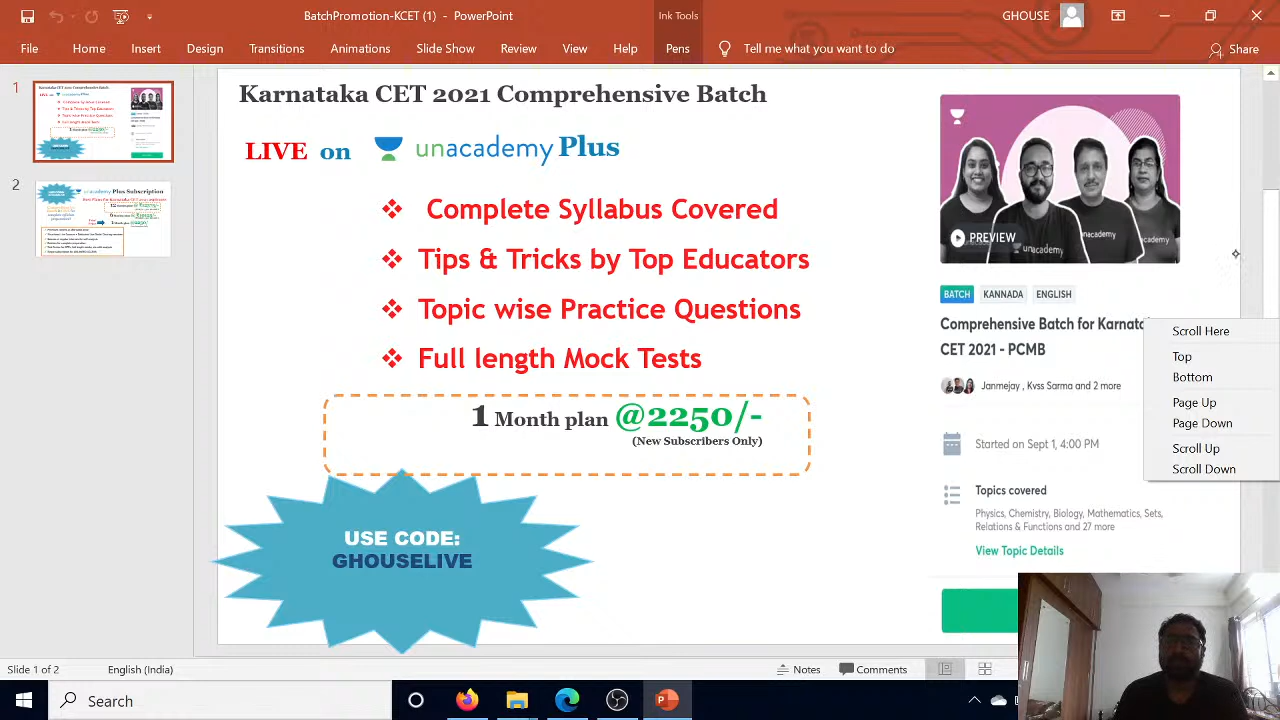 BatchPromotion-KCET (1) - PowerPoint
Ink Tools
GHOUSE
File Home Insert Design Transitions Animations Slide Show Review View Help Pens Tell me what you want to do Share
1
Karnataka CET 2021 Comprehensive Batch
LIVE on unacademy Plus
❖ Complete Syllabus Covered
❖ Tips & Tricks by Top Educators
❖ Topic wise Practice Questions
❖ Full length Mock Tests
1 Month plan @2250/-
(New Subscribers Only)
USE CODE:
GHOUSELIVE
2
Plus Subscription
PREVIEW
unacademy
BATCH KANNADA ENGLISH
Comprehensive Batch for Karnata
CET 2021 - PCMB
Janmejay , Kvss Sarma and 2 more
Started on Sept 1, 4:00 PM
Topics covered
Physics, Chemistry, Biology, Mathematics, Sets,
Relations & Functions and 27 more
View Topic Details
Scroll Here
Top
Bottom
Page Up
Page Down
Scroll Up
Scroll Down
Slide 1 of 2 English (India) Notes Comments
Search